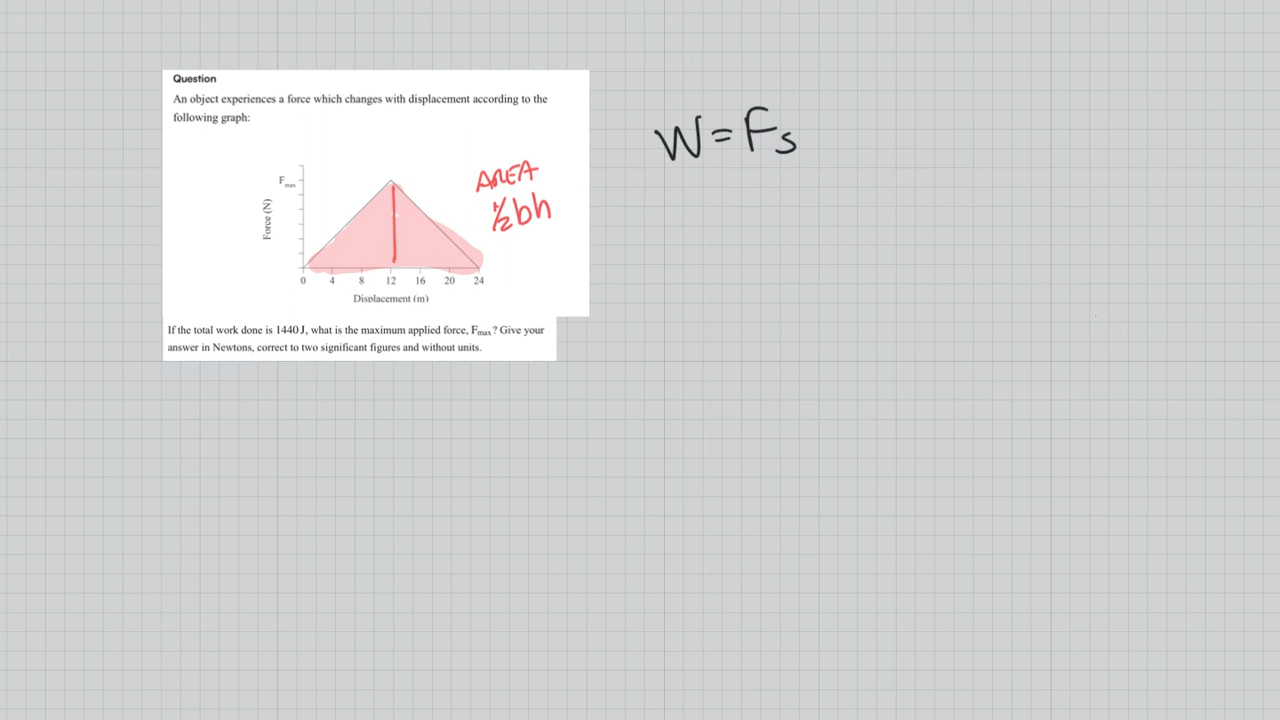 Question
An object experiences a force which changes with displacement according to the
following graph:
W = Fs
AREA
½bh
F max
Force (N)
0 4 8 12 16 20 24
Displacement (m)
If the total work done is 1440 J, what is the maximum applied force, Fmax? Give your
answer in Newtons, correct to two significant figures and without units.